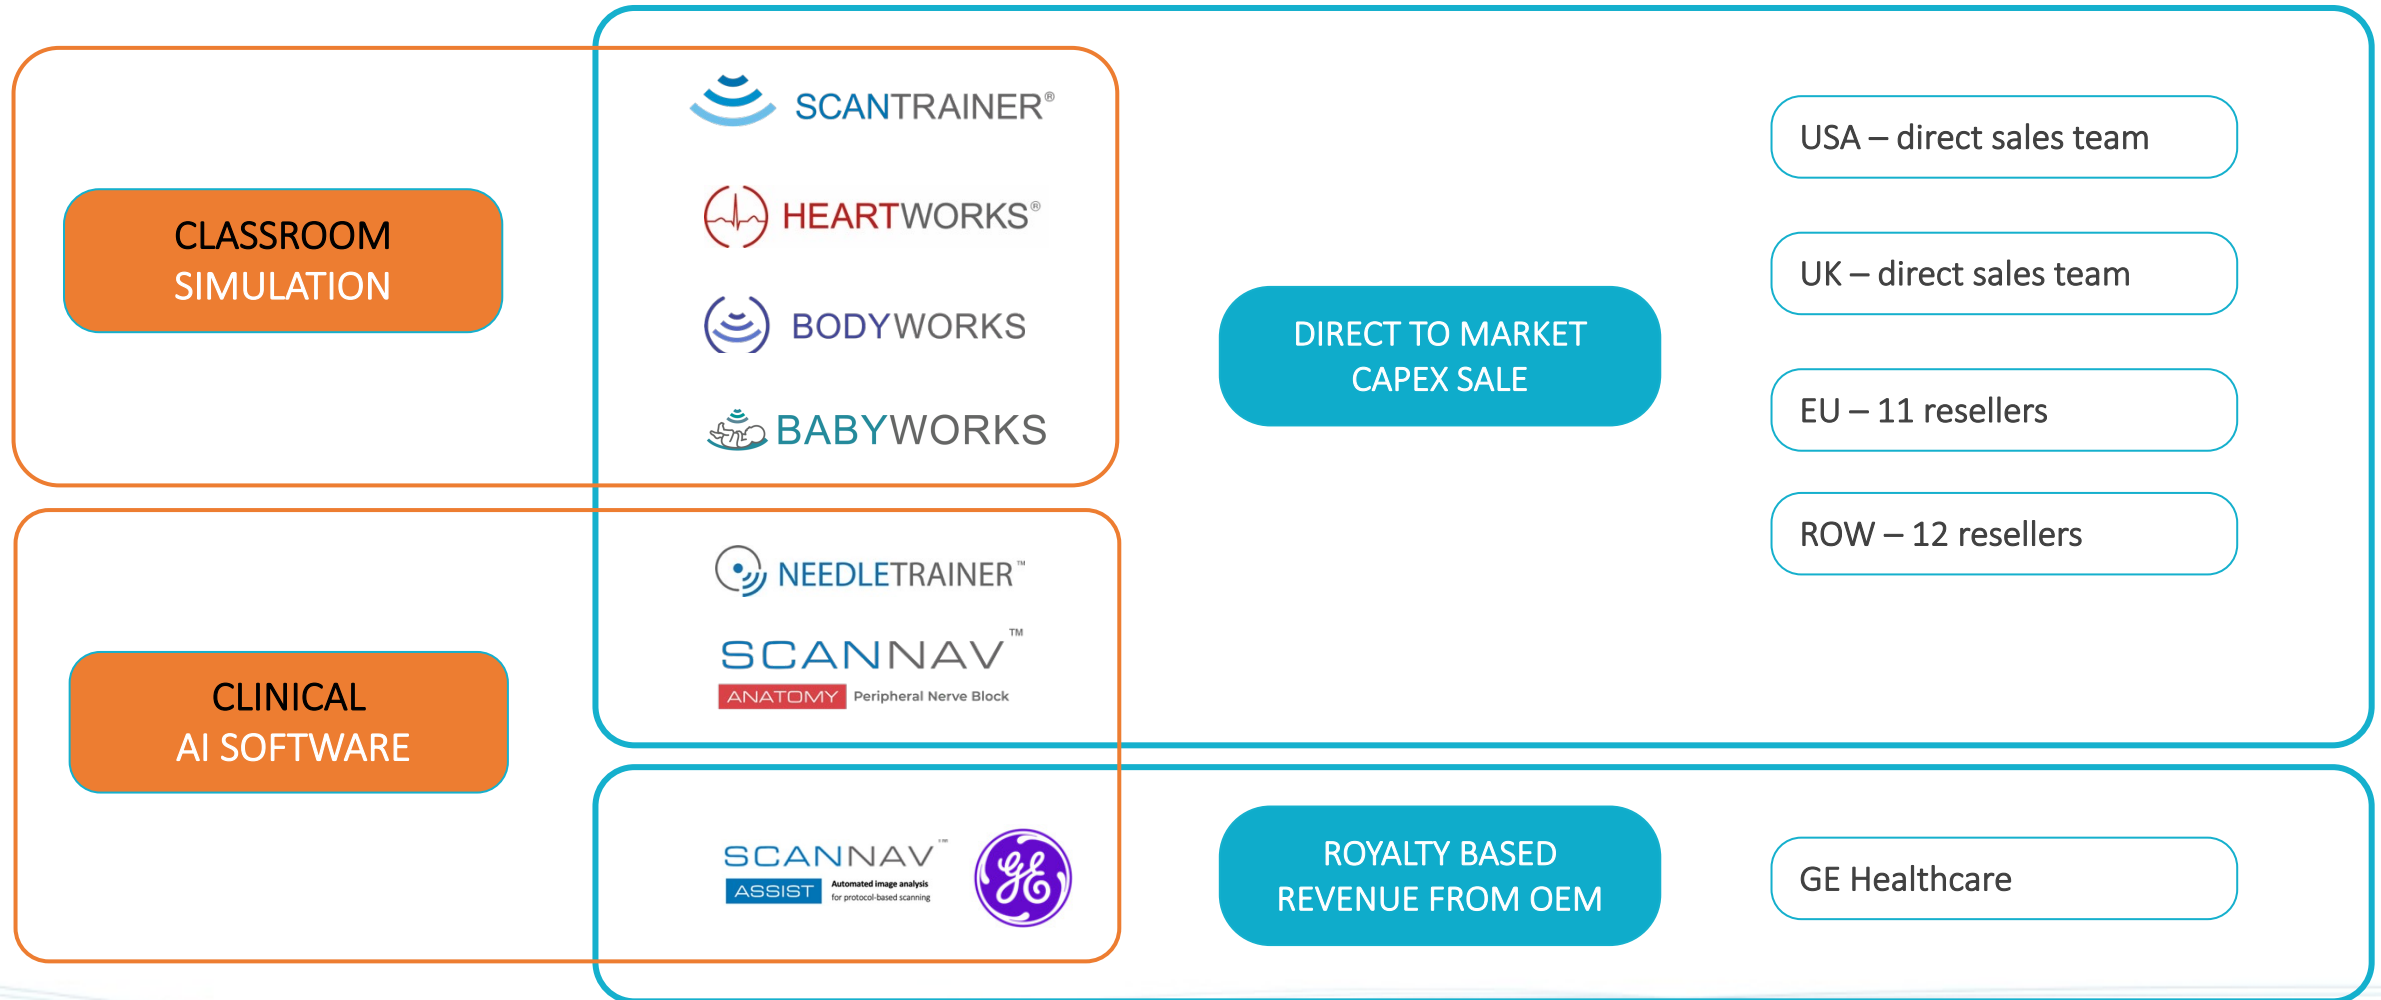 CLASSROOM
SIMULATION
SCANTRAINER®
HEARTWORKS®
BODYWORKS
BABYWORKS
DIRECT TO MARKET
CAPEX SALE
USA – direct sales team
UK – direct sales team
EU – 11 resellers
ROW – 12 resellers
CLINICAL
AI SOFTWARE
NEEDLETRAINER™
SCANNAV™
ANATOMY Peripheral Nerve Block
SCANNAV™
ASSIST Automated image analysis
for protocol-based scanning
GE
ROYALTY BASED
REVENUE FROM OEM
GE Healthcare